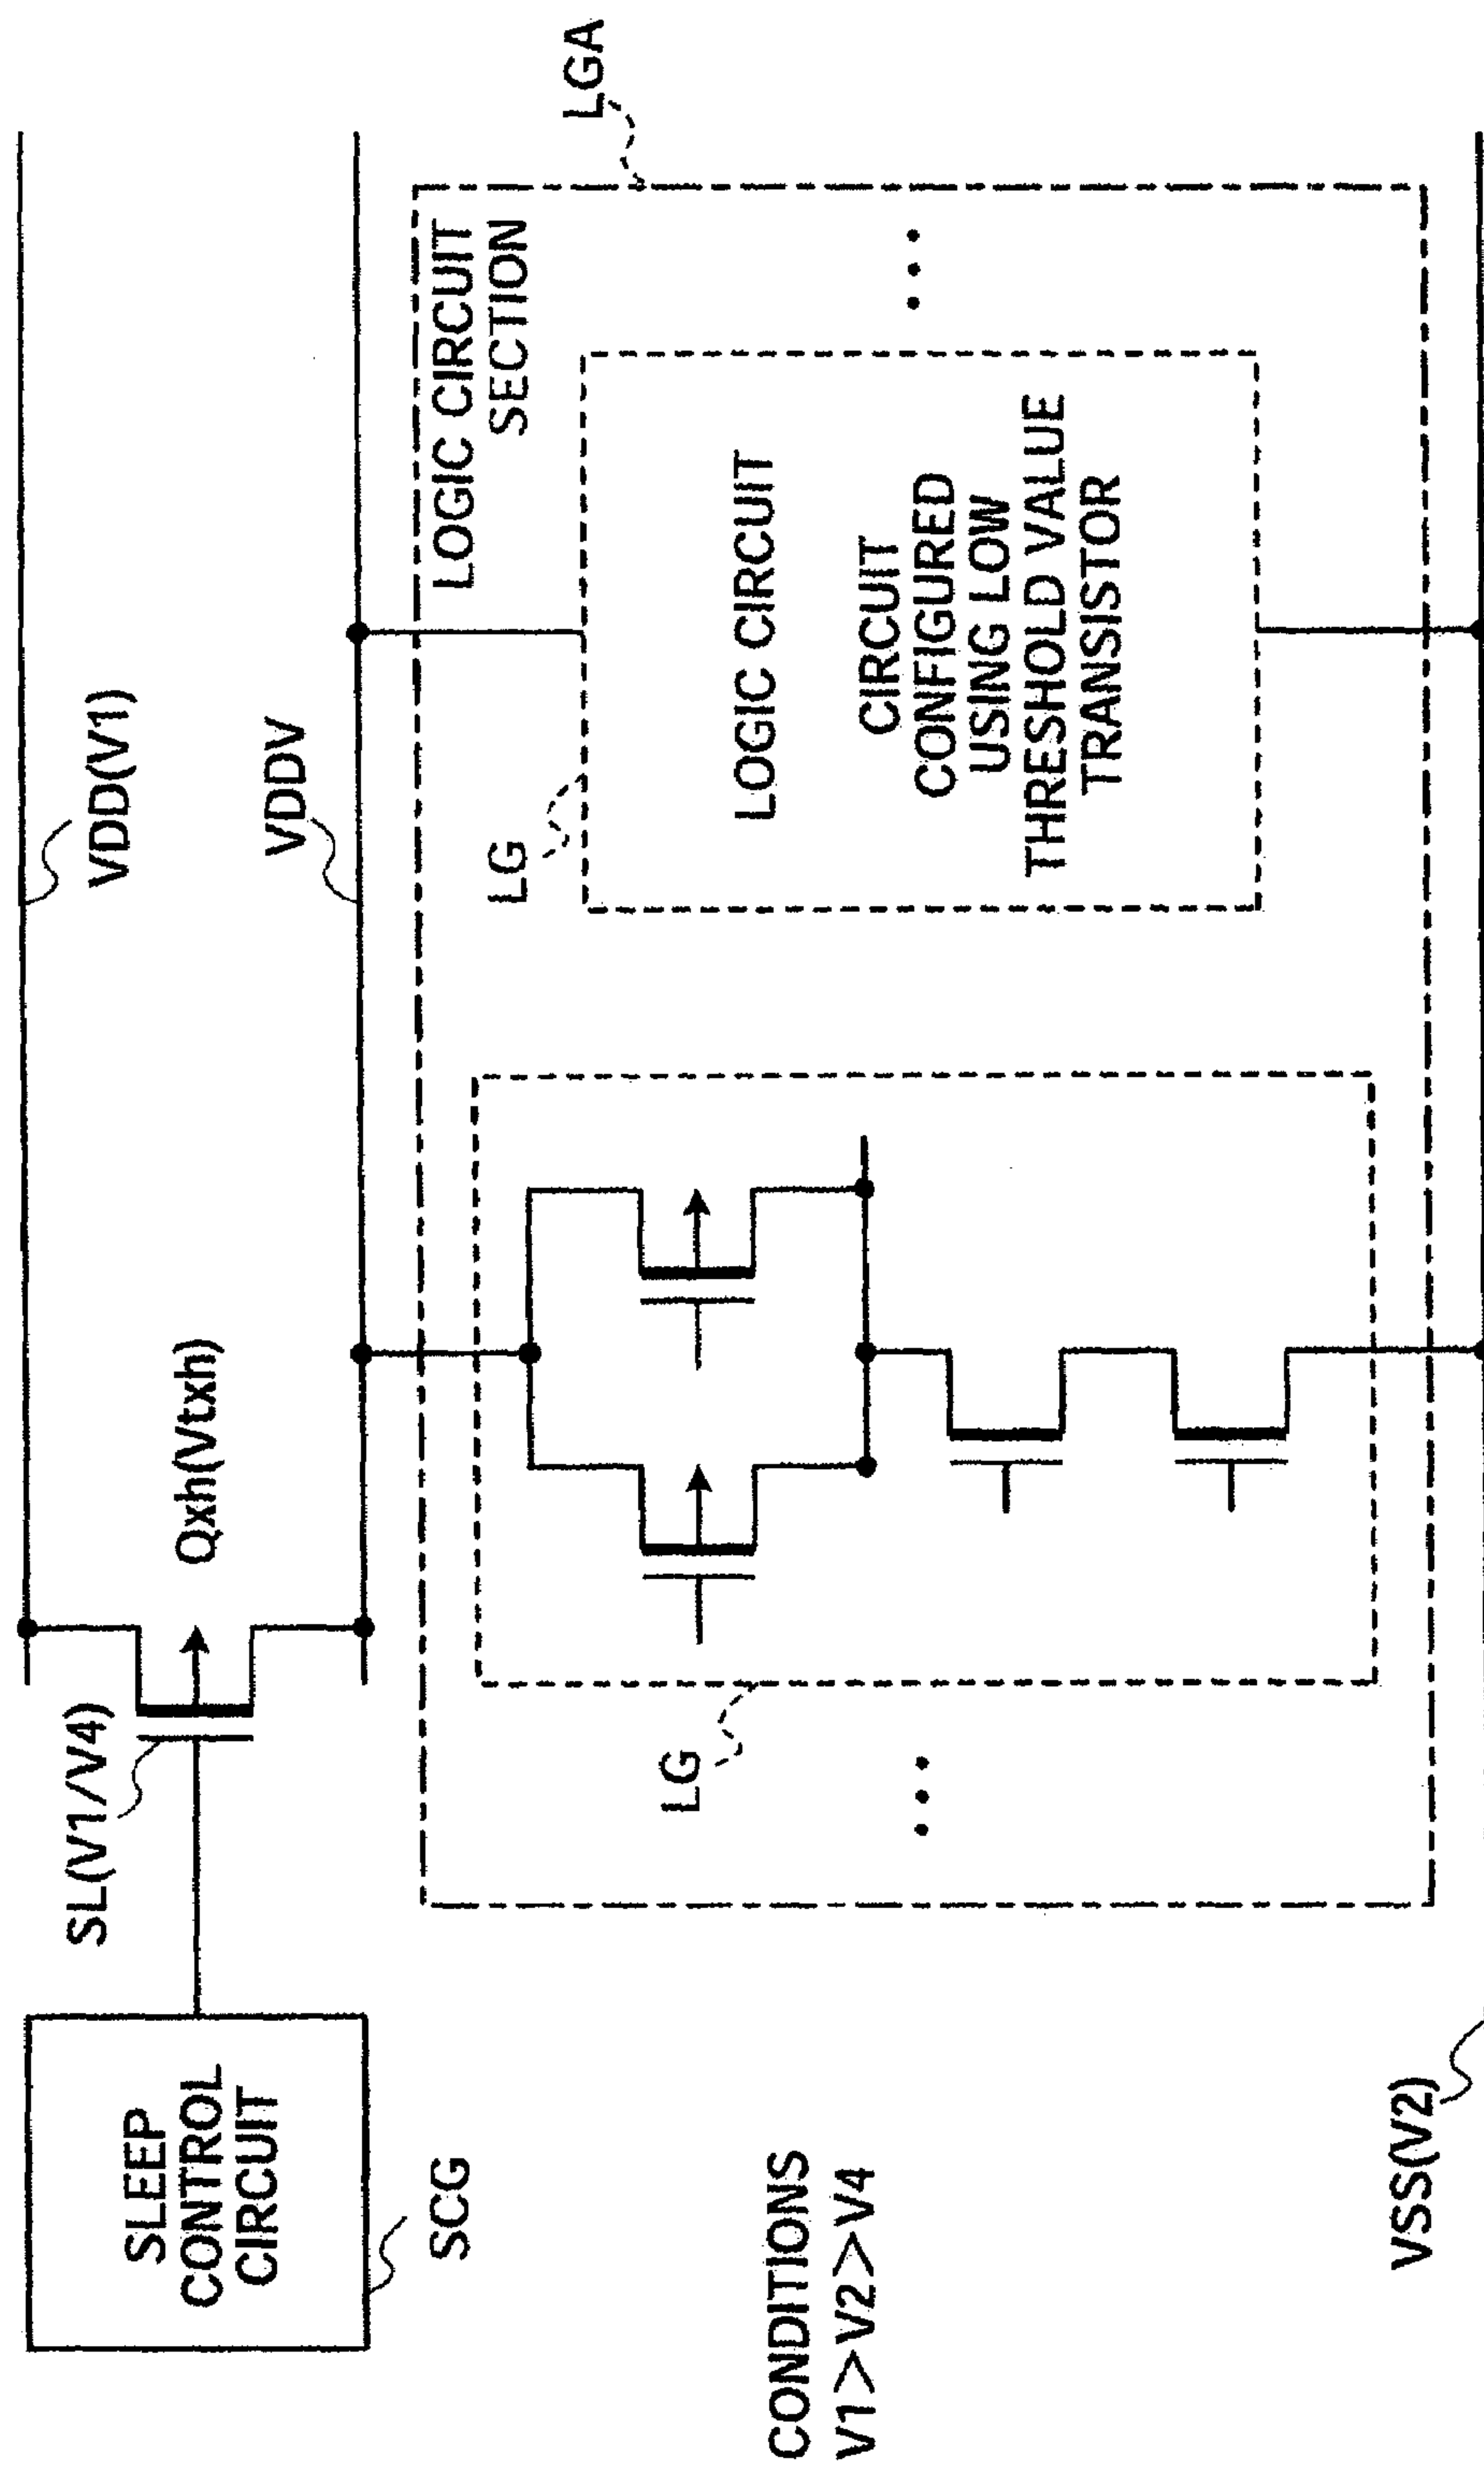 VDD(V1)
SLEEP
CONTROL
CIRCUIT
SL(V1/V4)
Qxh(Vtxh)
VDDV
SCG
LOGIC CIRCUIT
SECTION
LGA
LG
LG
LOGIC CIRCUIT
CIRCUIT
CONFIGURED
USING LOW
THRESHOLD VALUE
TRANSISTOR
CONDITIONS
V1>V2>V4
VSS(V2)